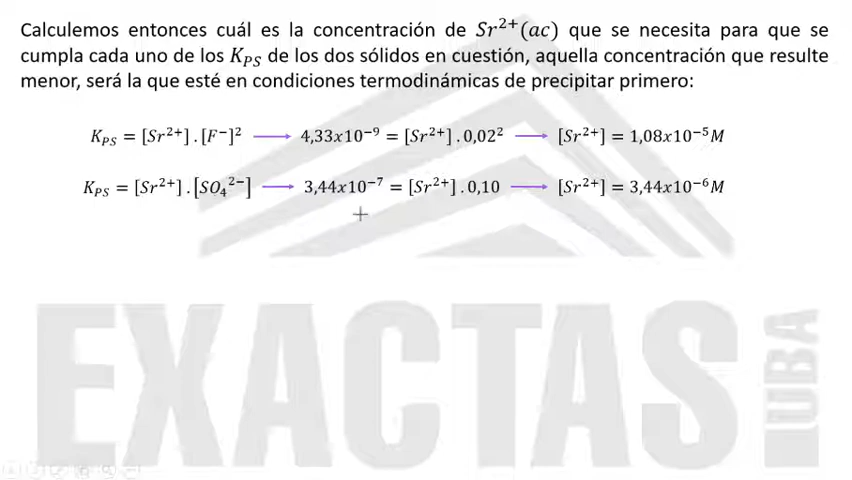 Calculemos entonces cuál es la concentración de Sr²⁺(ac) que se necesita para que se
cumpla cada uno de los K_PS de los dos sólidos en cuestión, aquella concentración que resulte
menor, será la que esté en condiciones termodinámicas de precipitar primero:
K_PS = [Sr²⁺] . [F⁻]² → 4,33x10⁻⁹ = [Sr²⁺] . 0,02² → [Sr²⁺] = 1,08x10⁻⁵M
K_PS = [Sr²⁺] . [SO₄²⁻] → 3,44x10⁻⁷ = [Sr²⁺] . 0,10 → [Sr²⁺] = 3,44x10⁻⁶M
EXACTAS
UBA